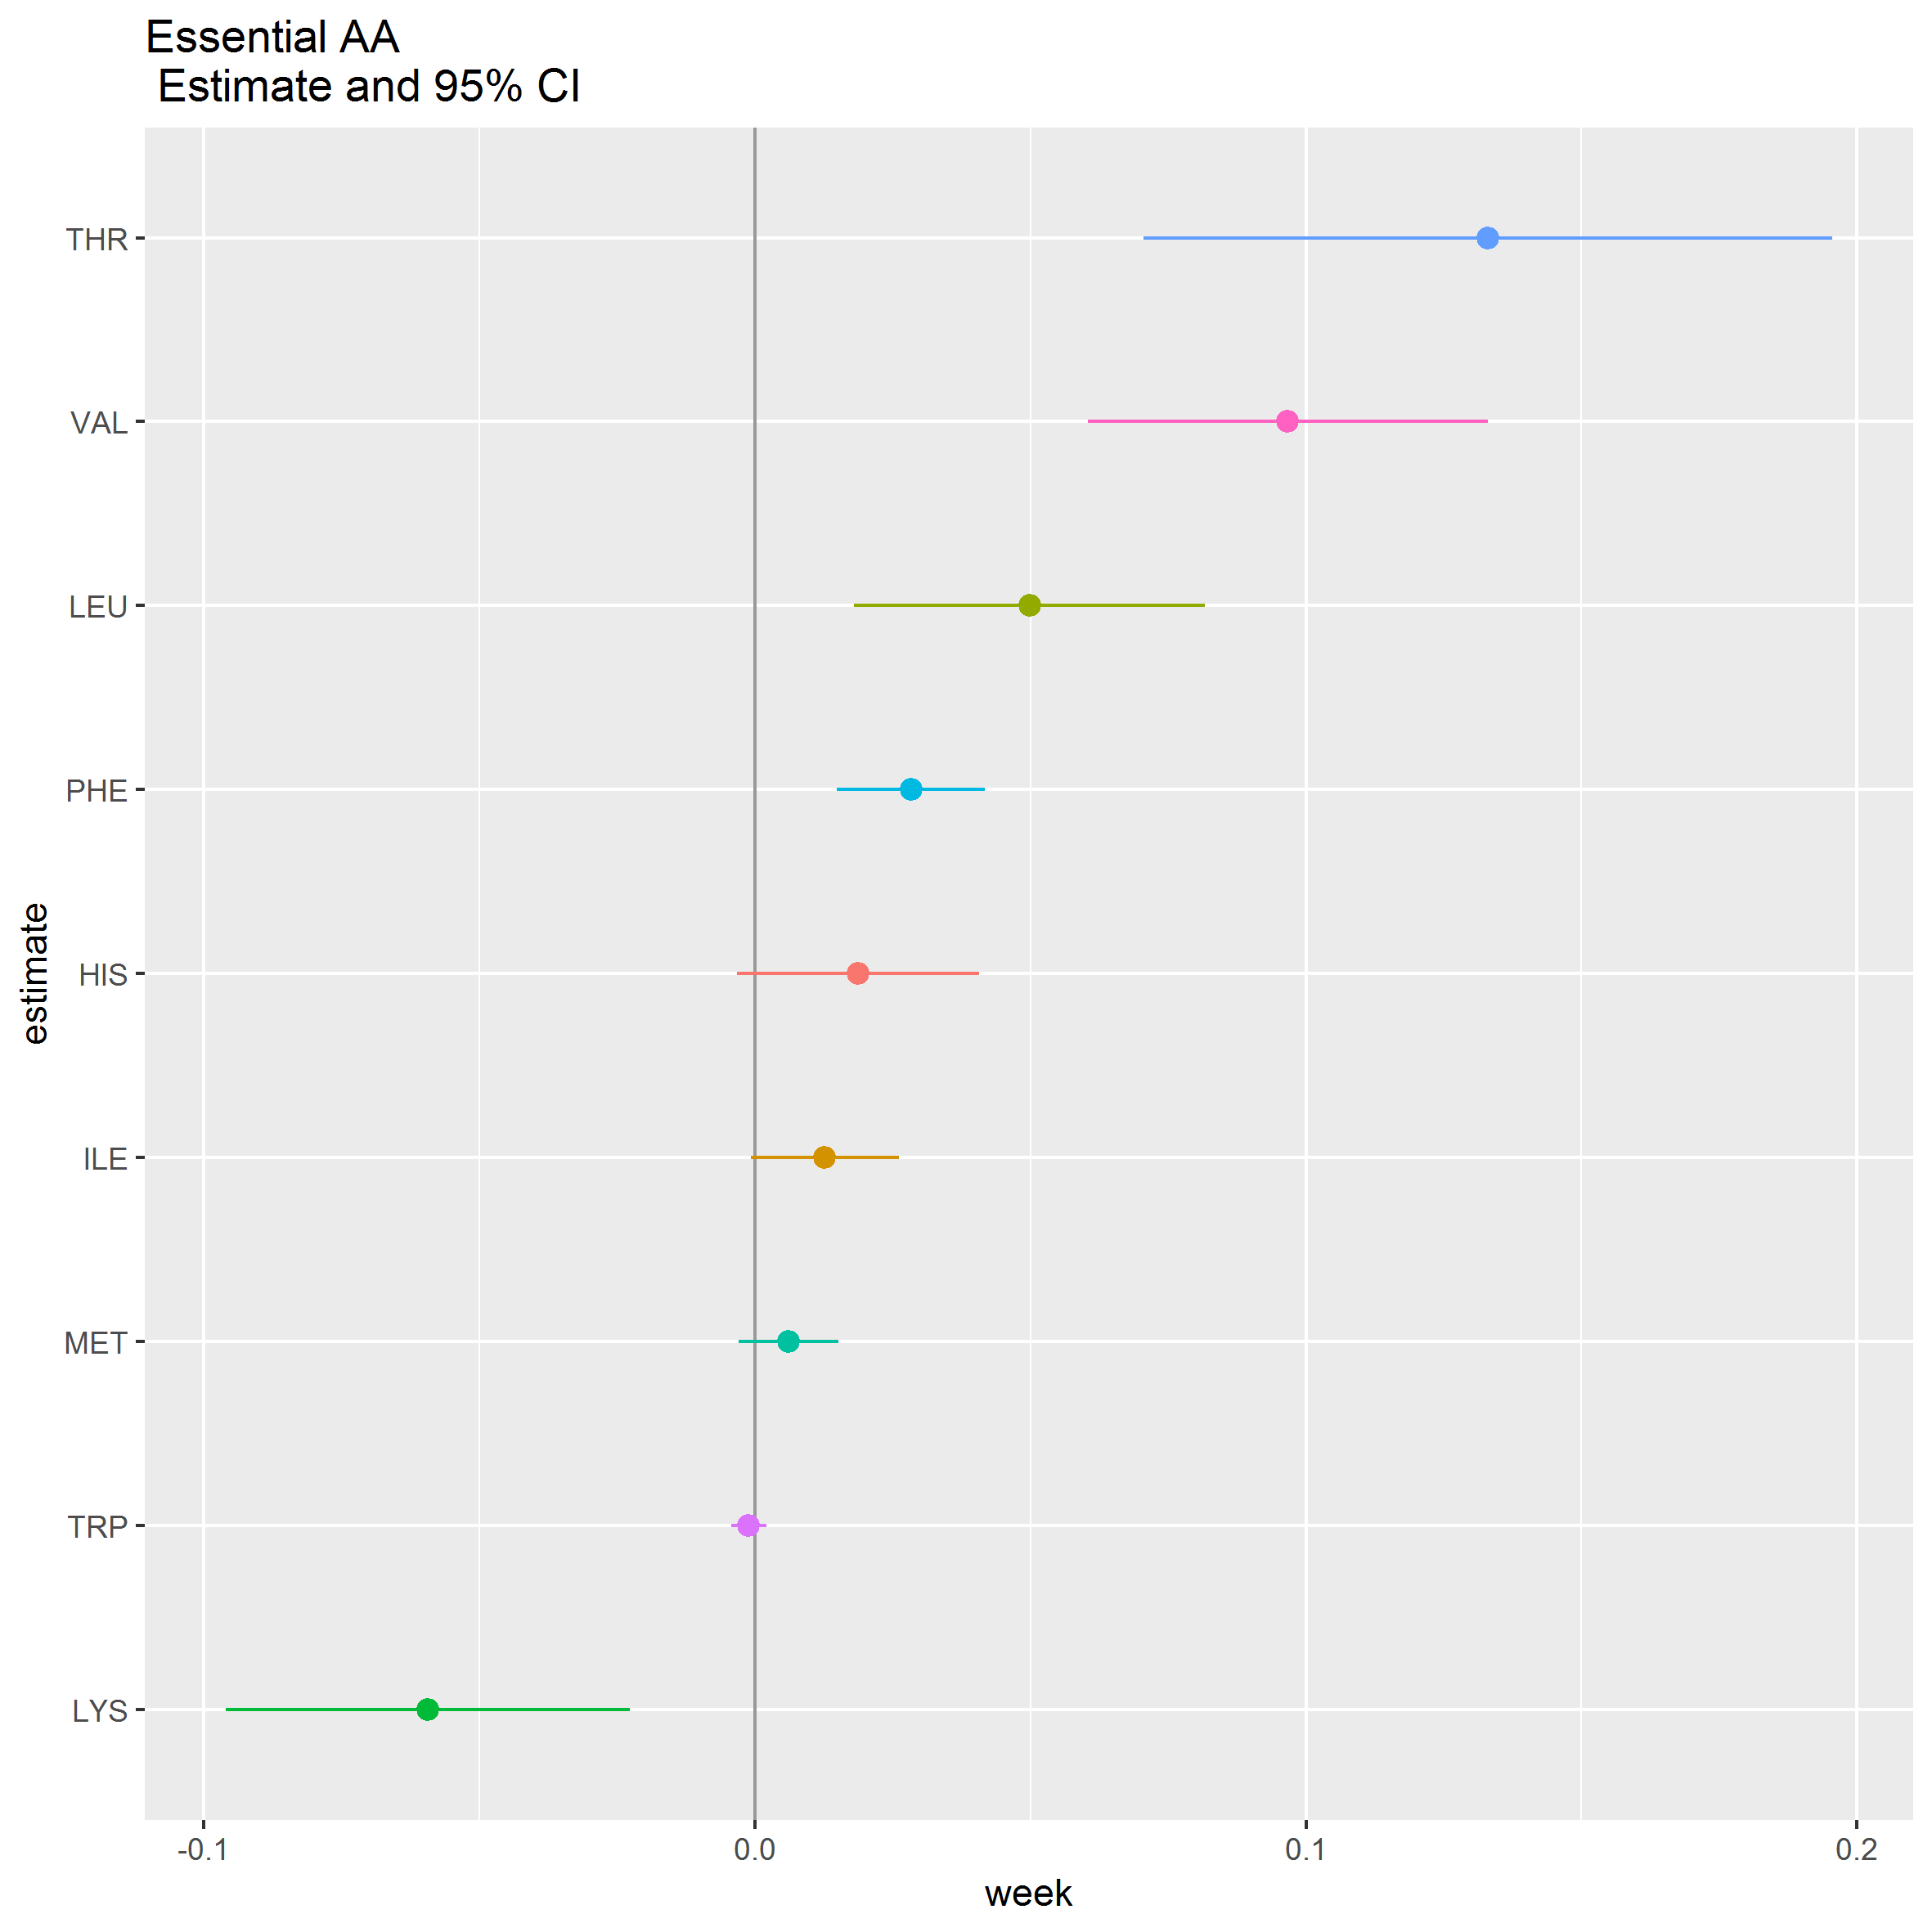 Essential AA
Estimate and 95% CI
THR
VAL
LEU
PHE
HIS
ILE
MET
TRP
LYS
estimate
-0.1 0.0 0.1 0.2
week